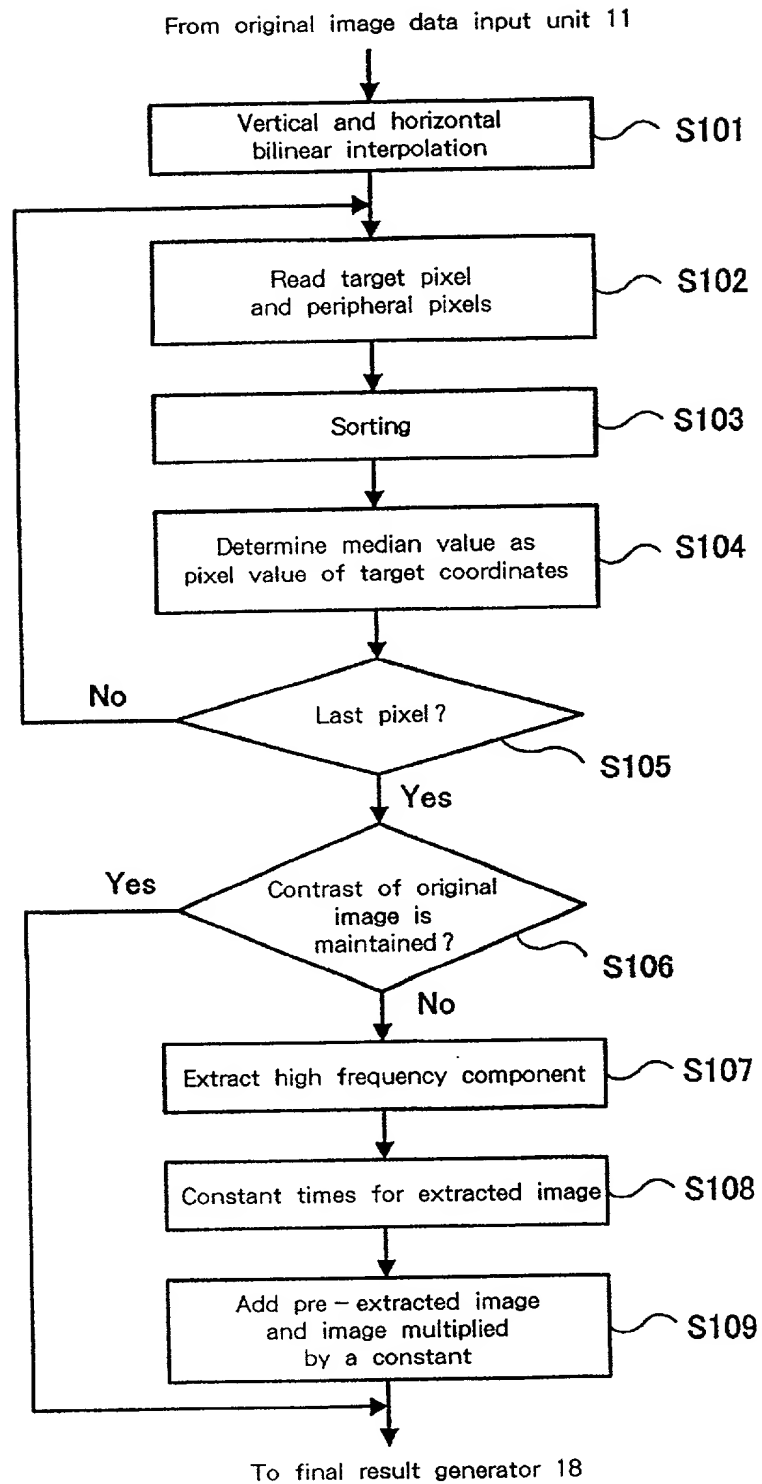 From original image data input unit 11
Vertical and horizontal
bilinear interpolation
S101
Read target pixel
and peripheral pixels
S102
Sorting
S103
Determine median value as
pixel value of target coordinates
S104
No
Last pixel?
S105
Yes
Yes
Contrast of original
image is
maintained?
S106
No
Extract high frequency component
S107
Constant times for extracted image
S108
Add pre-extracted image
and image multiplied
by a constant
S109
To final result generator 18